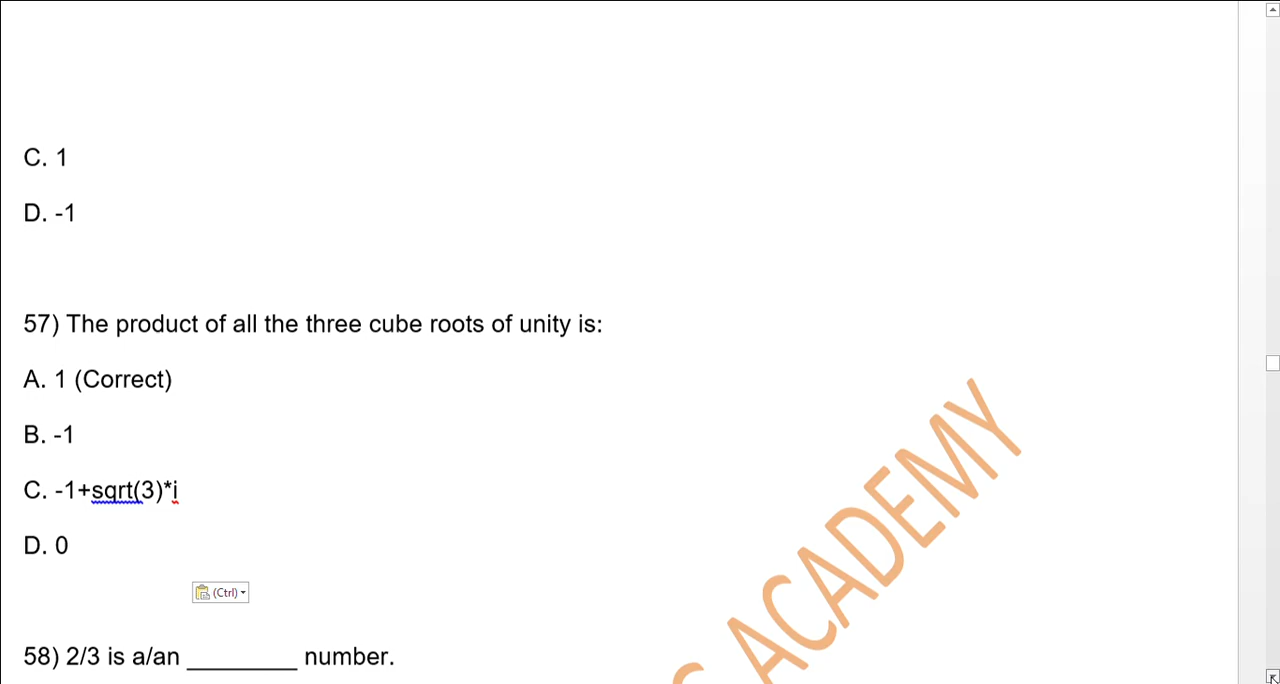 C. 1
D. -1
57) The product of all the three cube roots of unity is:
A. 1 (Correct)
B. -1
C. -1+sqrt(3)*i
D. 0
(Ctrl)
58) 2/3 is a/an _________ number.
ACADEMY